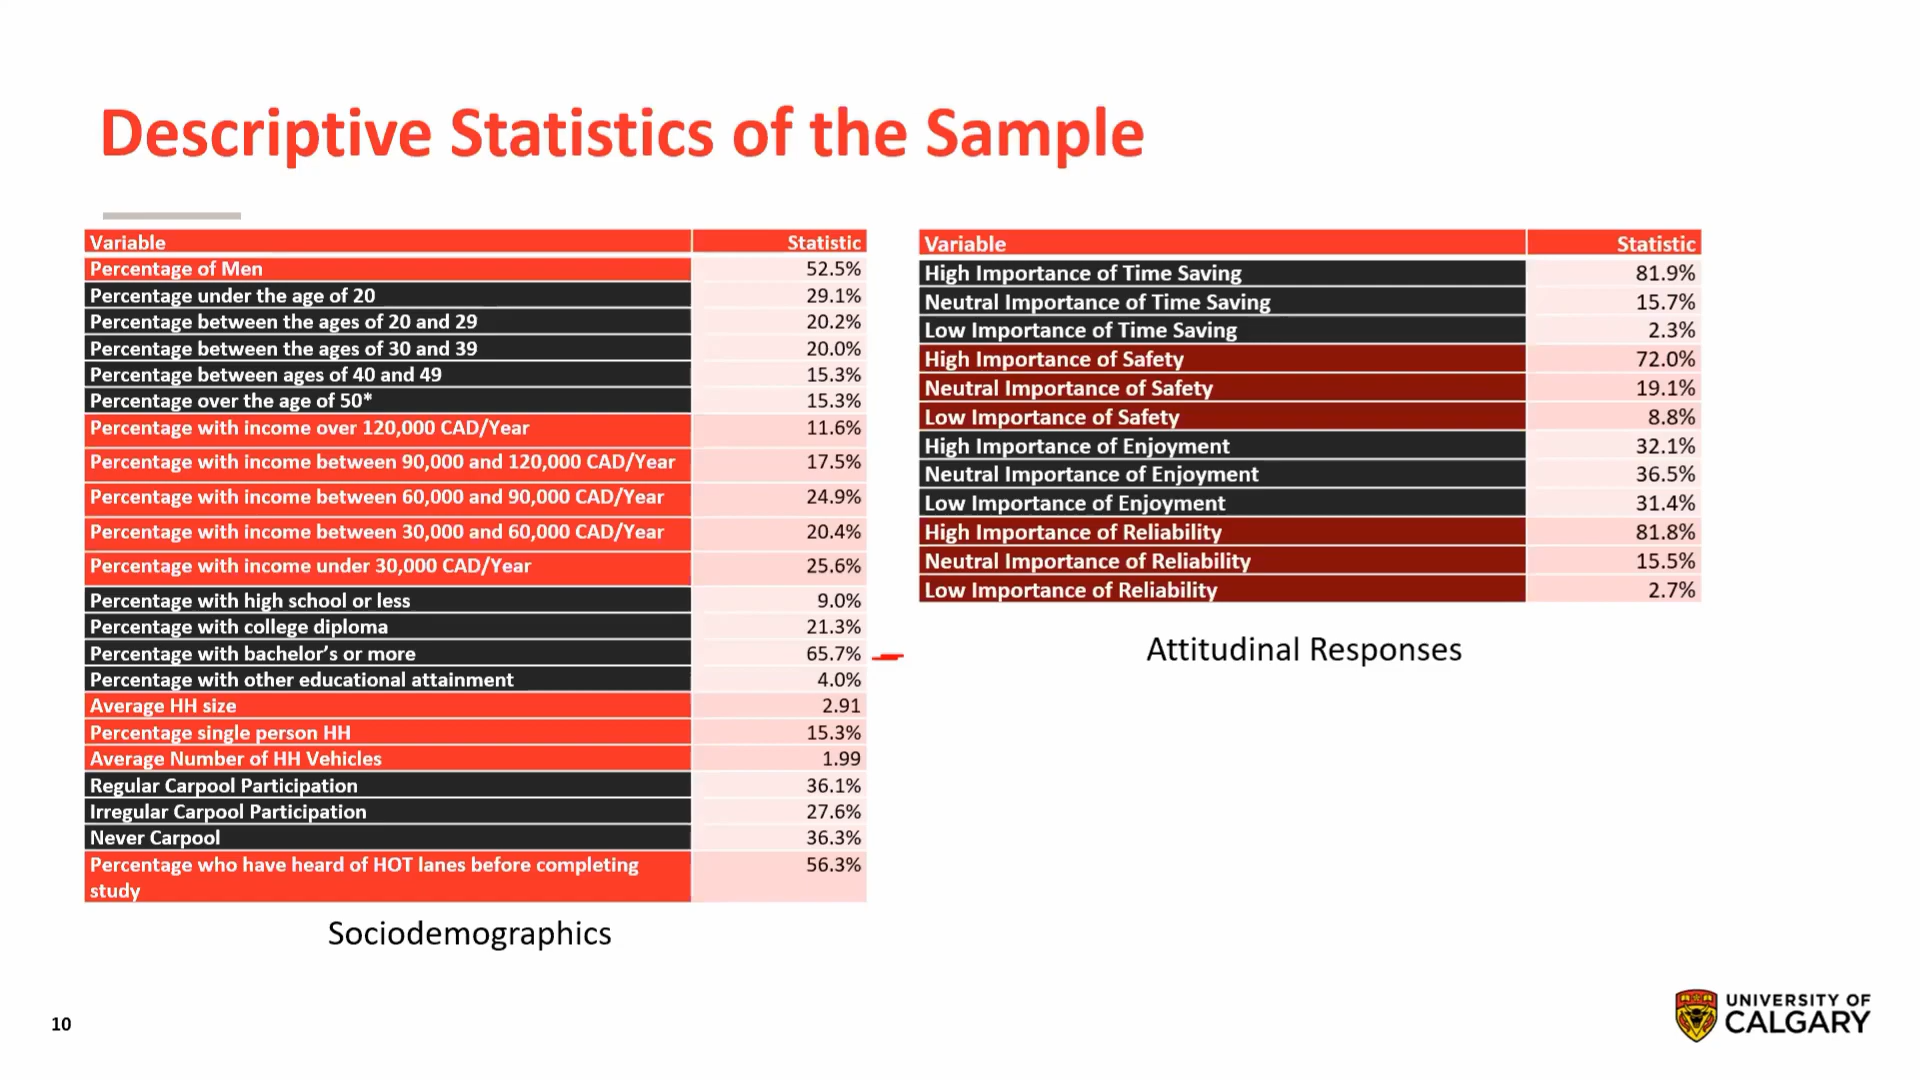 Descriptive Statistics of the Sample
Variable Statistic
Percentage of Men 52.5%
Percentage under the age of 20 29.1%
Percentage between the ages of 20 and 29 20.2%
Percentage between the ages of 30 and 39 20.0%
Percentage between ages of 40 and 49 15.3%
Percentage over the age of 50* 15.3%
Percentage with income over 120,000 CAD/Year 11.6%
Percentage with income between 90,000 and 120,000 CAD/Year 17.5%
Percentage with income between 60,000 and 90,000 CAD/Year 24.9%
Percentage with income between 30,000 and 60,000 CAD/Year 20.4%
Percentage with income under 30,000 CAD/Year 25.6%
Percentage with high school or less 9.0%
Percentage with college diploma 21.3%
Percentage with bachelor’s or more 65.7%
Percentage with other educational attainment 4.0%
Average HH size 2.91
Percentage single person HH 15.3%
Average Number of HH Vehicles 1.99
Regular Carpool Participation 36.1%
Irregular Carpool Participation 27.6%
Never Carpool 36.3%
Percentage who have heard of HOT lanes before completing 56.3%
study
Sociodemographics
Variable Statistic
High Importance of Time Saving 81.9%
Neutral Importance of Time Saving 15.7%
Low Importance of Time Saving 2.3%
High Importance of Safety 72.0%
Neutral Importance of Safety 19.1%
Low Importance of Safety 8.8%
High Importance of Enjoyment 32.1%
Neutral Importance of Enjoyment 36.5%
Low Importance of Enjoyment 31.4%
High Importance of Reliability 81.8%
Neutral Importance of Reliability 15.5%
Low Importance of Reliability 2.7%
Attitudinal Responses
10
UNIVERSITY OF
CALGARY